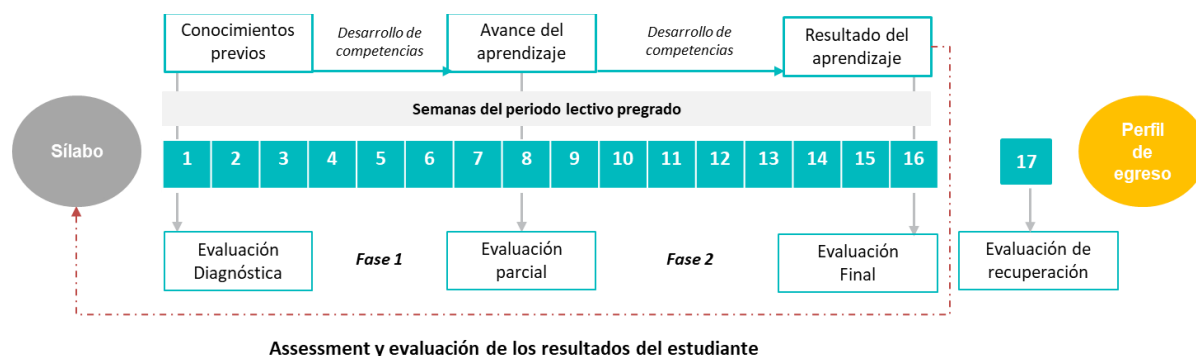 Conocimientos
previos
Desarrollo de
competencias
Avance del
aprendizaje
Desarrollo de
competencias
Resultado del
aprendizaje
Semanas del periodo lectivo pregrado
Sílabo
1 2 3 4 5 6 7 8 9 10 11 12 13 14 15 16
17
Perfil
de
egreso
Evaluación
Diagnóstica
Fase 1
Evaluación
parcial
Fase 2
Evaluación
Final
Evaluación de
recuperación
Assessment y evaluación de los resultados del estudiante